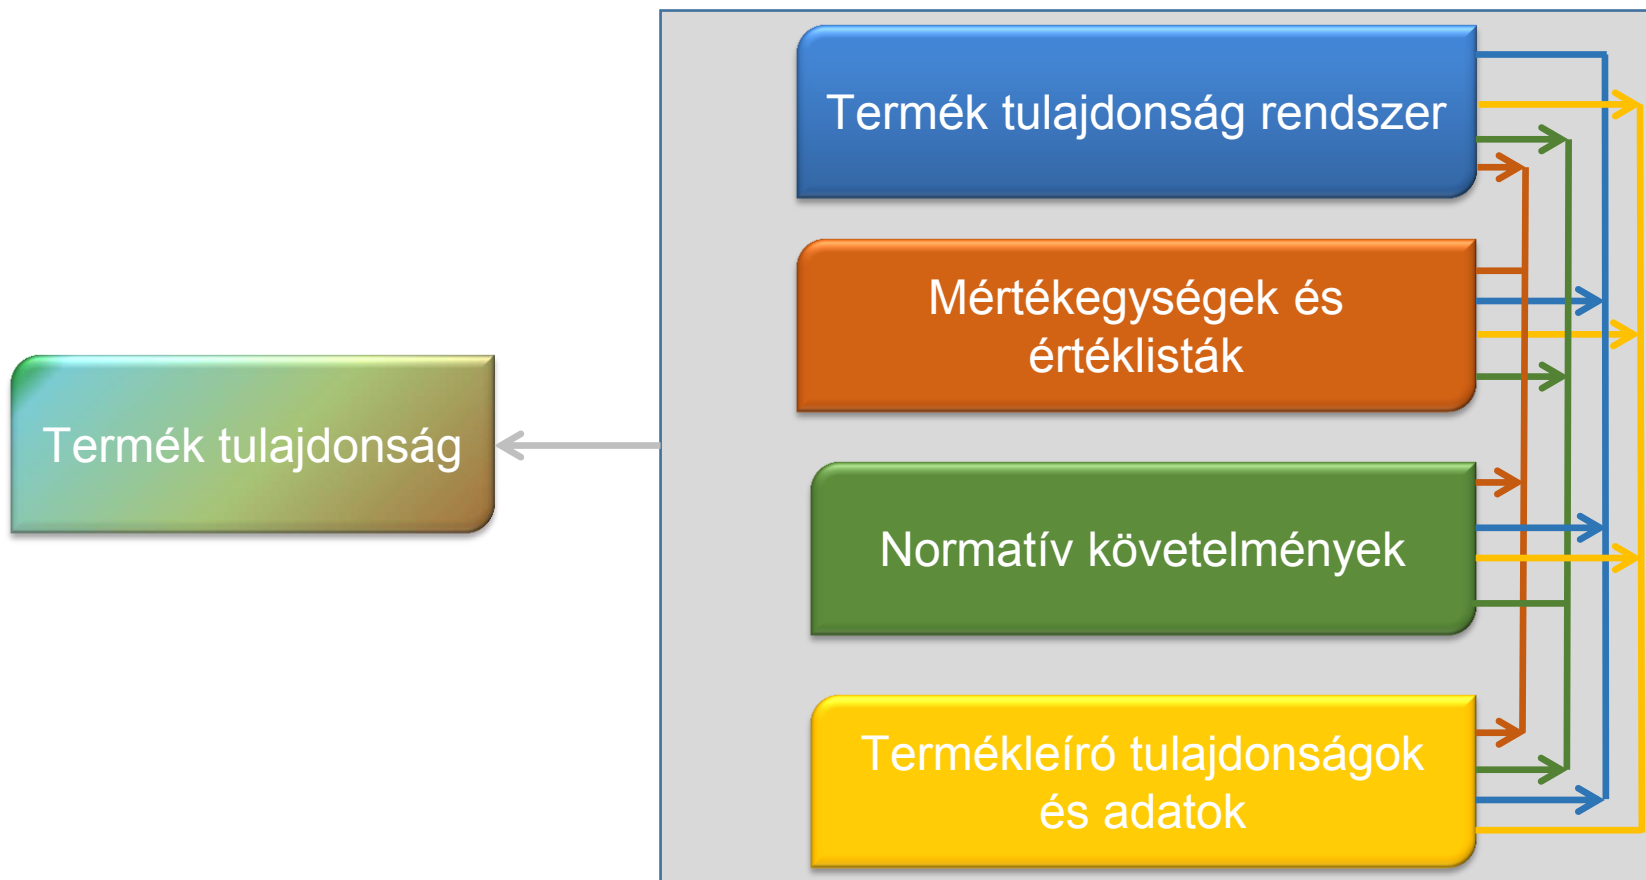 Termék tulajdonság rendszer
Mértékegységek és
értéklisták
Termék tulajdonság
Normatív követelmények
Termékleíró tulajdonságok
és adatok